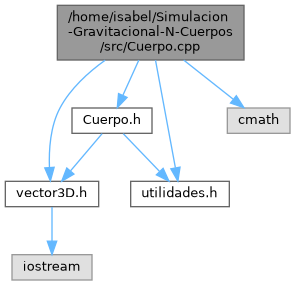 /home/isabel/Simulacion
-Gravitacional-N-Cuerpos
/src/Cuerpo.cpp
Cuerpo.h
cmath
vector3D.h
utilidades.h
iostream